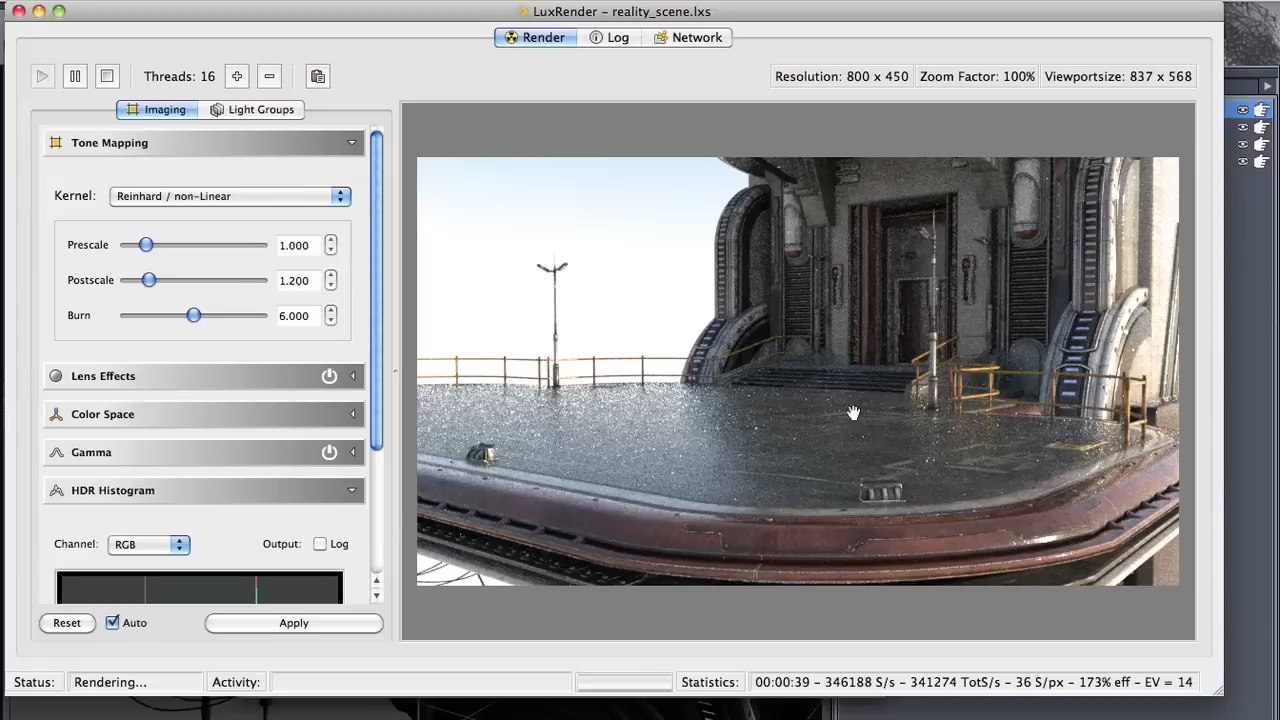 LuxRender – reality_scene.lxs
Render Log Network
Threads: 16 Resolution: 800 x 450 Zoom Factor: 100% Viewportsize: 837 x 568
Imaging Light Groups
Tone Mapping
Kernel: Reinhard / non-Linear
Prescale 1.000
Postscale 1.200
Burn 6.000
Lens Effects
Color Space
Gamma
HDR Histogram
Channel: RGB Output: Log
Reset Auto Apply
Status: Rendering... Activity: Statistics: 00:00:39 – 346188 S/s – 341274 TotS/s – 36 S/px – 173% eff – EV = 14